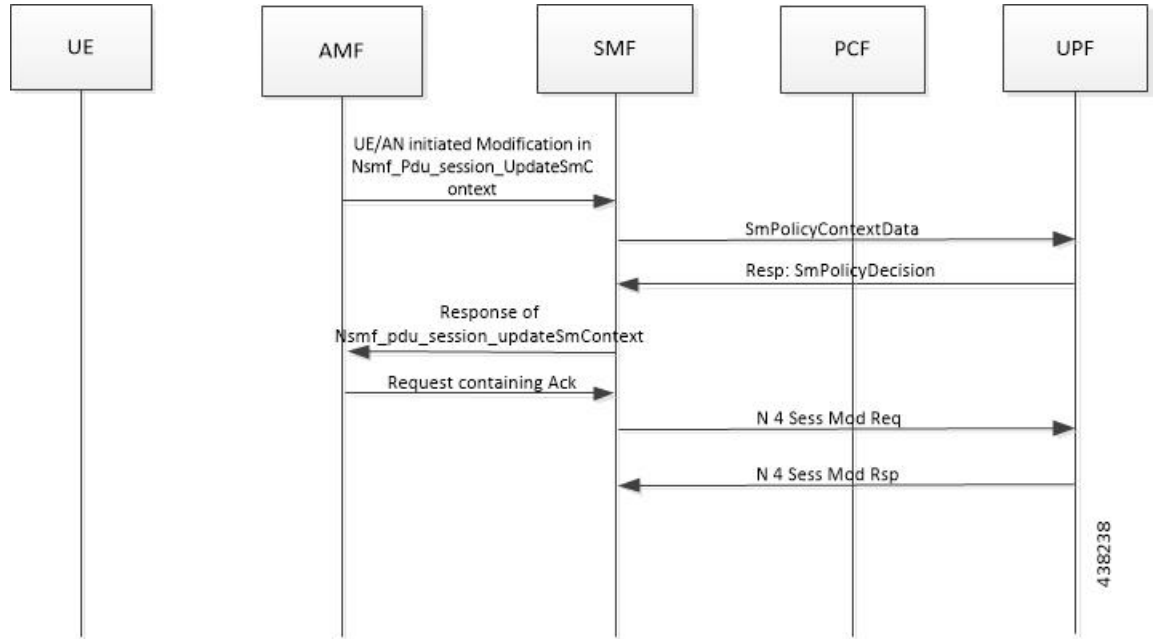 UE
AMF
SMF
PCF
UPF
UE/AN initiated Modification in
Nsmf_Pdu_session_UpdateSmC
ontext
SmPolicyContextData
Resp: SmPolicyDecision
Response of
Nsmf_pdu_session_updateSmContext
Request containing Ack
N 4 Sess Mod Req
N 4 Sess Mod Rsp
438238